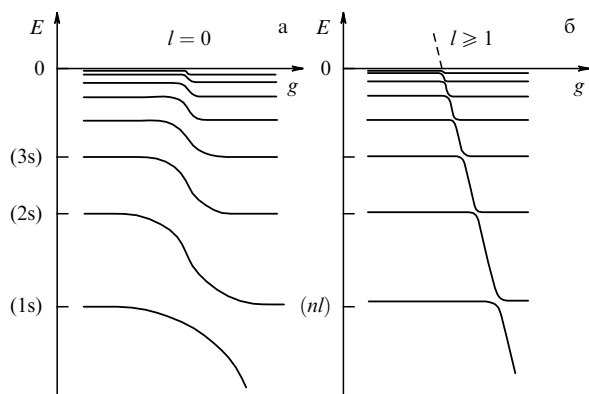 E
l = 0
а
0
g
(3s)
(2s)
(1s)
E
l ⩾ 1
б
0
g
(nl)